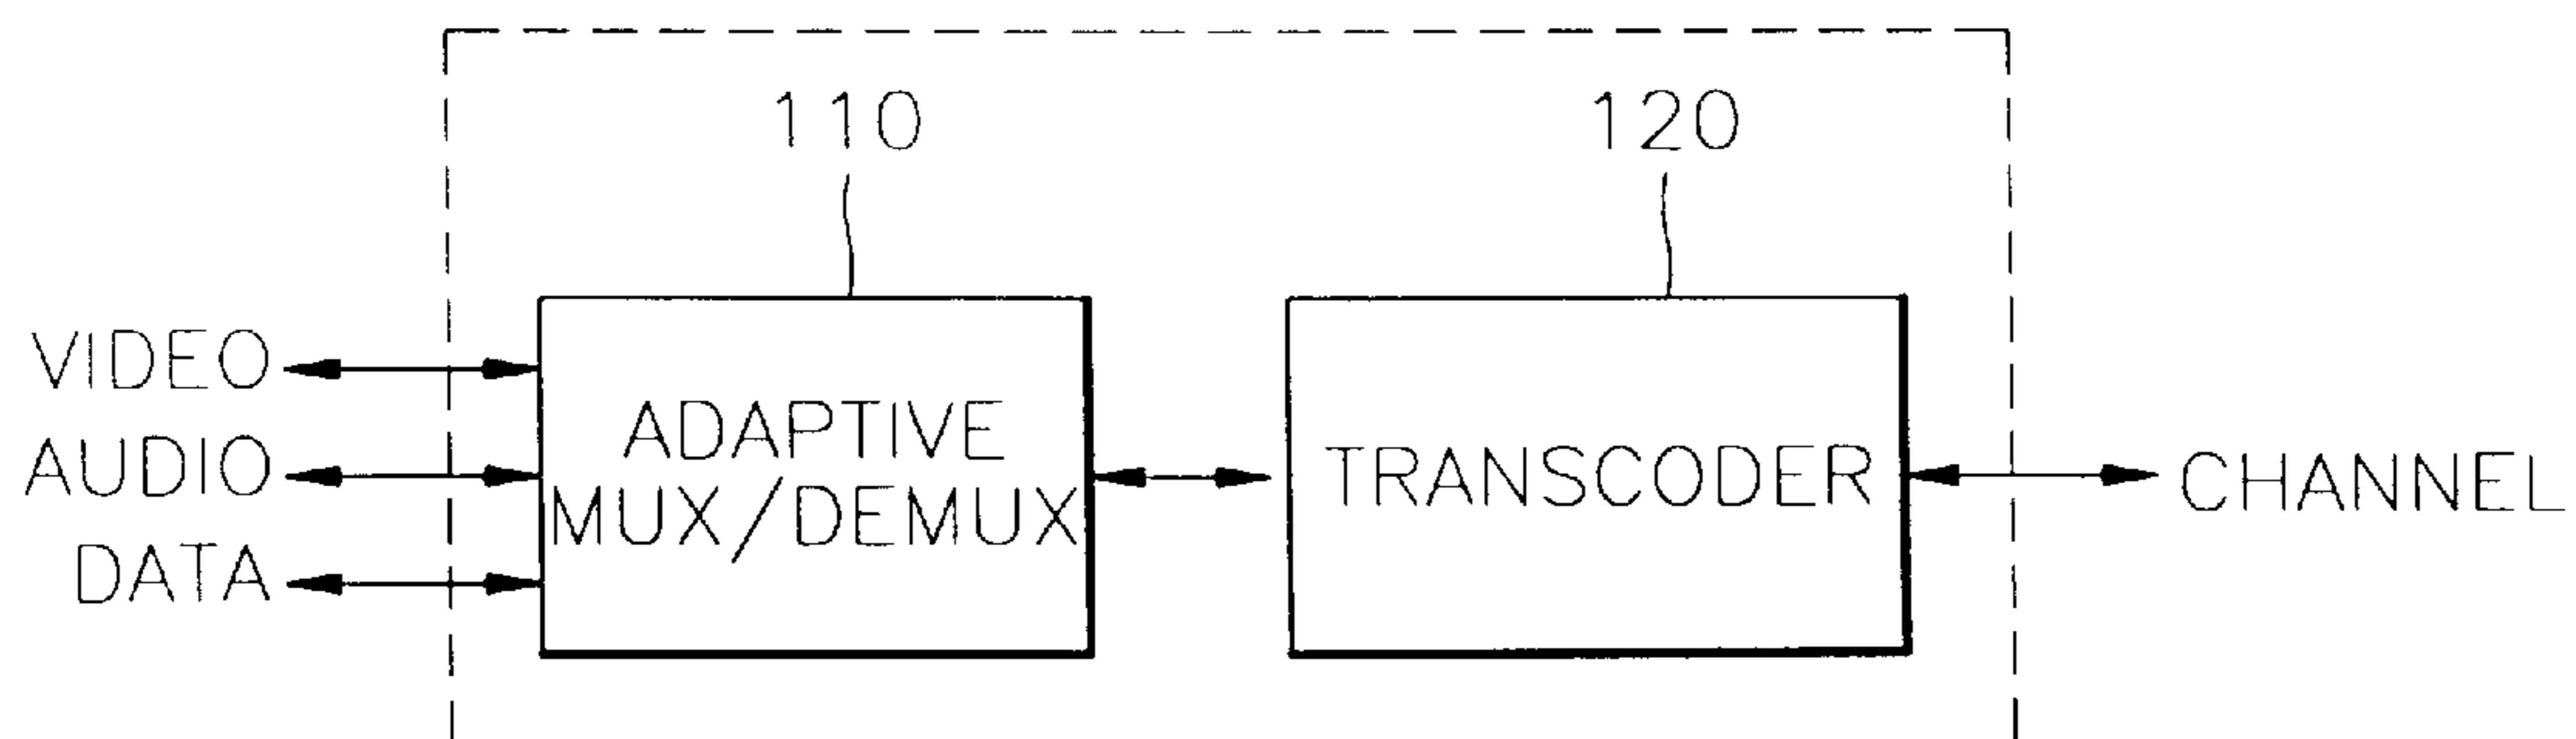 110
120
VIDEO
AUDIO
DATA
ADAPTIVE
MUX/DEMUX
TRANSCODER
CHANNEL